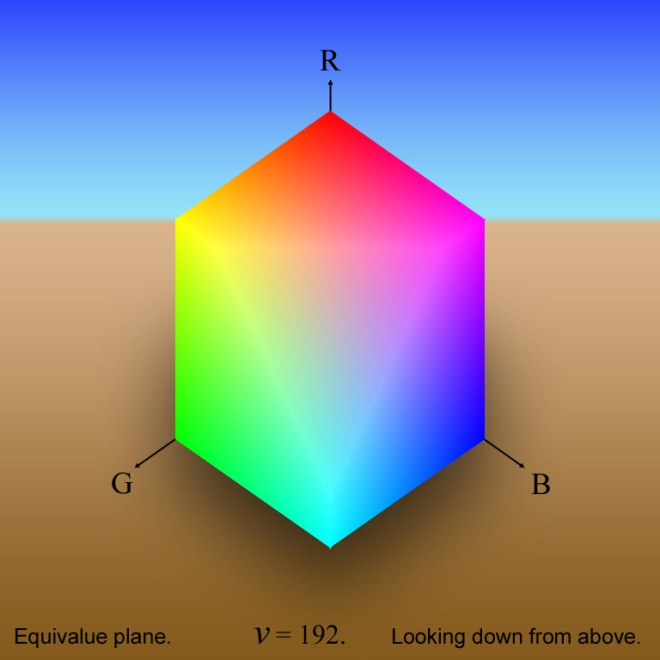 R
G
B
Equivalue plane. v = 192. Looking down from above.